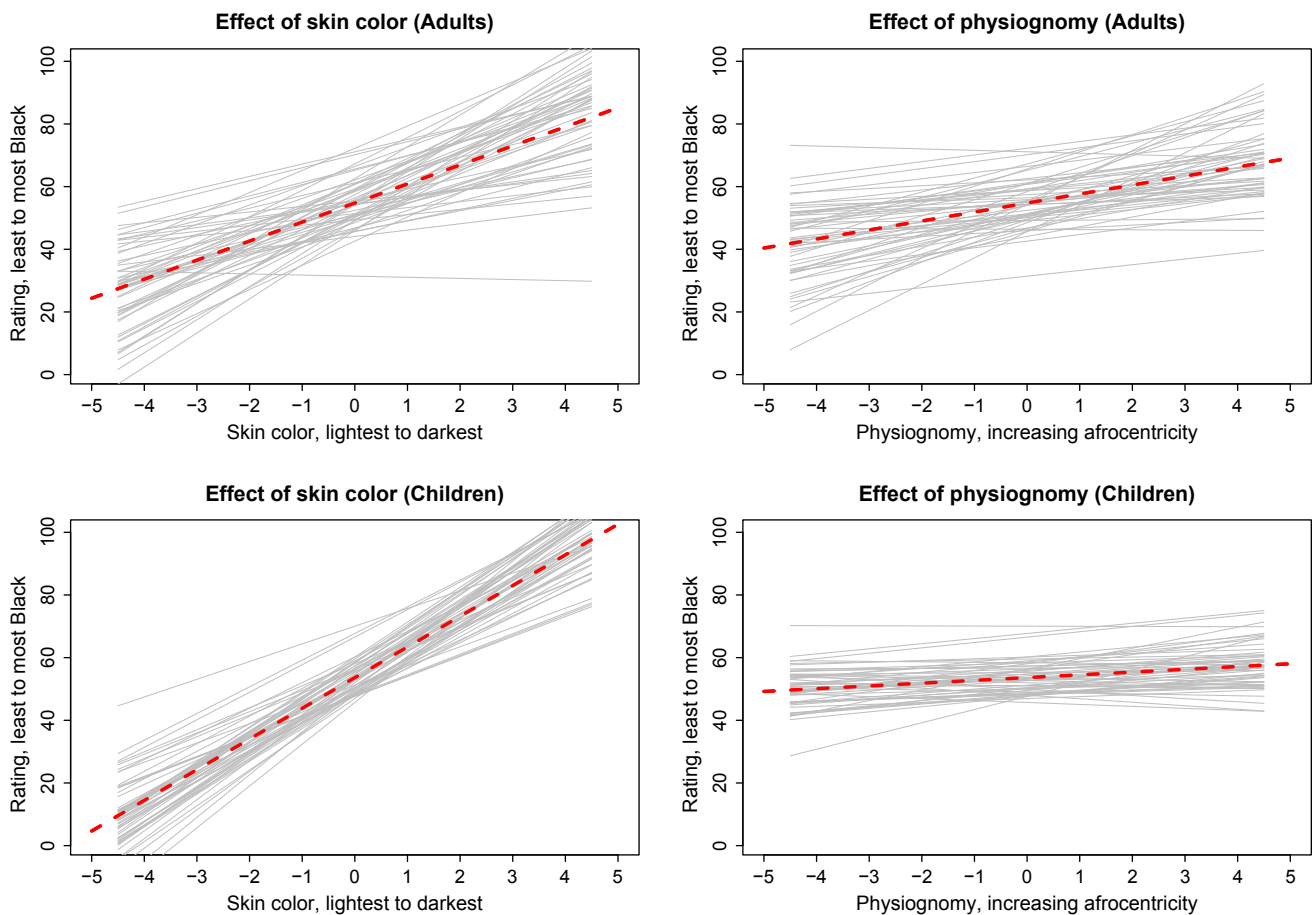 Effect of skin color (Adults)
Rating, least to most Black
100
80
60
40
20
0
−5 −4 −3 −2 −1 0 1 2 3 4 5
Skin color, lightest to darkest
Effect of physiognomy (Adults)
Rating, least to most Black
100
80
60
40
20
0
−5 −4 −3 −2 −1 0 1 2 3 4 5
Physiognomy, increasing afrocentricity
Effect of skin color (Children)
Rating, least to most Black
100
80
60
40
20
0
−5 −4 −3 −2 −1 0 1 2 3 4 5
Skin color, lightest to darkest
Effect of physiognomy (Children)
Rating, least to most Black
100
80
60
40
20
0
−5 −4 −3 −2 −1 0 1 2 3 4 5
Physiognomy, increasing afrocentricity